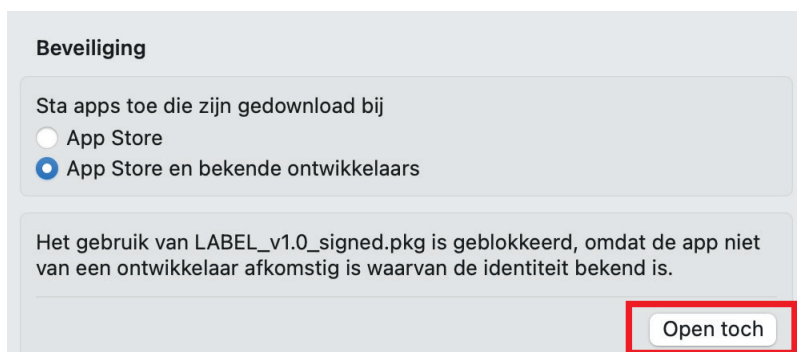 Beveiliging
Sta apps toe die zijn gedownload bij
App Store
App Store en bekende ontwikkelaars
Het gebruik van LABEL_v1.0_signed.pkg is geblokkeerd, omdat de app niet
van een ontwikkelaar afkomstig is waarvan de identiteit bekend is.
Open toch